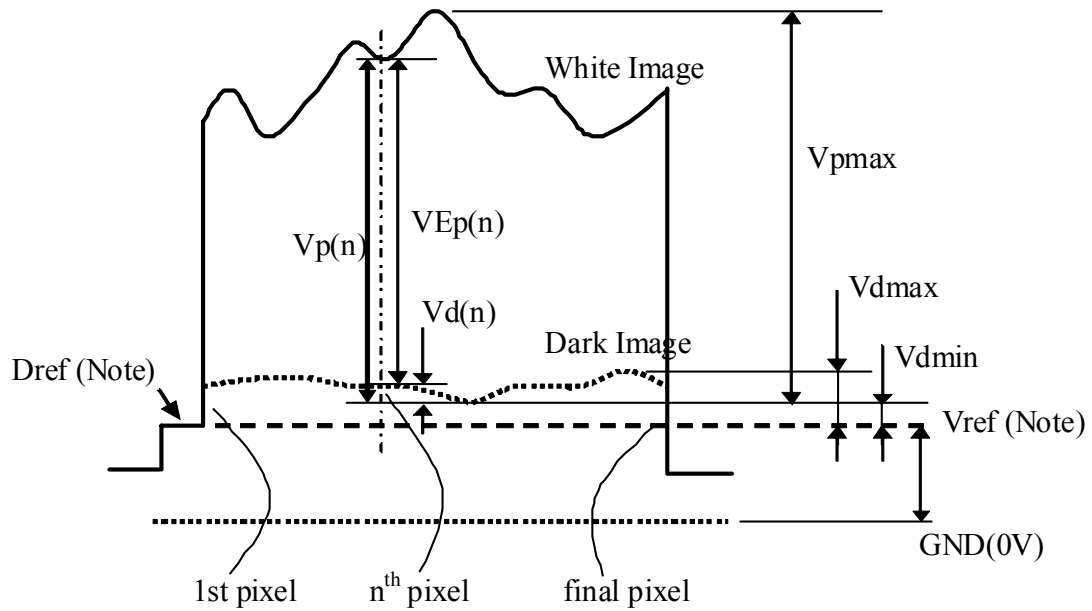 White Image
Vpmax
VEp(n)
Vp(n)
Vd(n)
Vdmax
Dark Image
Vdmin
Dref (Note)
Vref (Note)
GND(0V)
1st pixel
nth pixel
final pixel